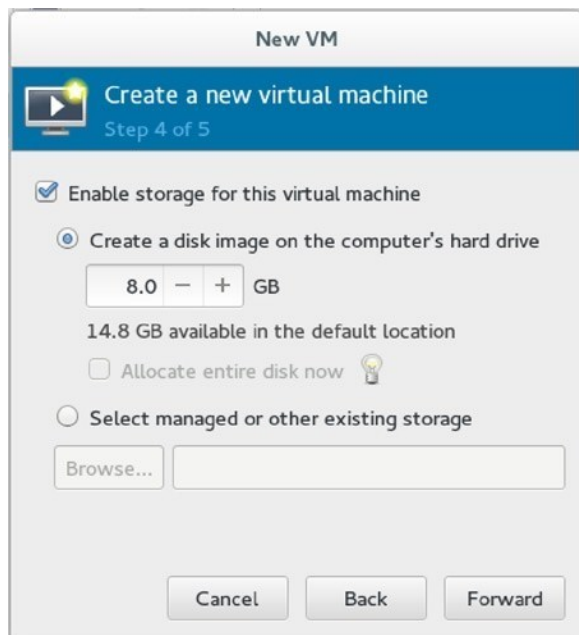 New VM
Create a new virtual machine
Step 4 of 5
Enable storage for this virtual machine
Create a disk image on the computer's hard drive
8.0 − + GB
14.8 GB available in the default location
Allocate entire disk now
Select managed or other existing storage
Browse...
Cancel Back Forward